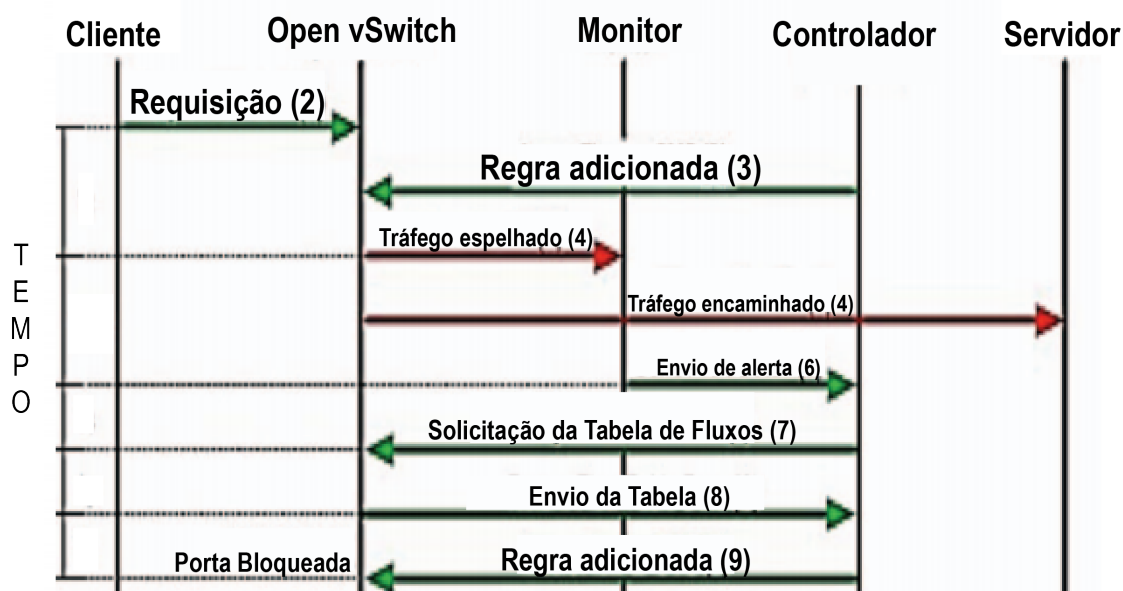 Cliente
Open vSwitch
Monitor
Controlador
Servidor
Requisição (2)
Regra adicionada (3)
Tráfego espelhado (4)
Tráfego encaminhado (4)
Envio de alerta (6)
Solicitação da Tabela de Fluxos (7)
Envio da Tabela (8)
Porta Bloqueada
Regra adicionada (9)
TEMPO